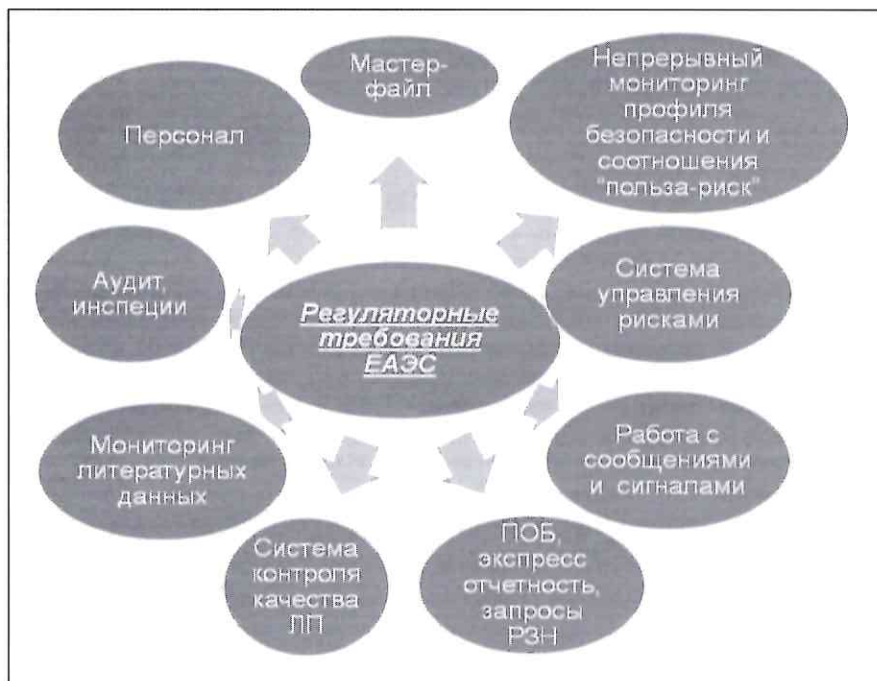 Мастер-
файл
Непрерывный
мониторинг
профиля
безопасности и
соотношения
"польза-риск"
Персонал
Аудит,
инспеции
Система
управления
рисками
Регуляторные
требования
ЕАЭС
Мониторинг
литературных
данных
Работа с
сообщениями
и сигналами
Система
контроля
качества
ЛП
ПОБ,
экспресс
отчетность,
запросы
РЗН